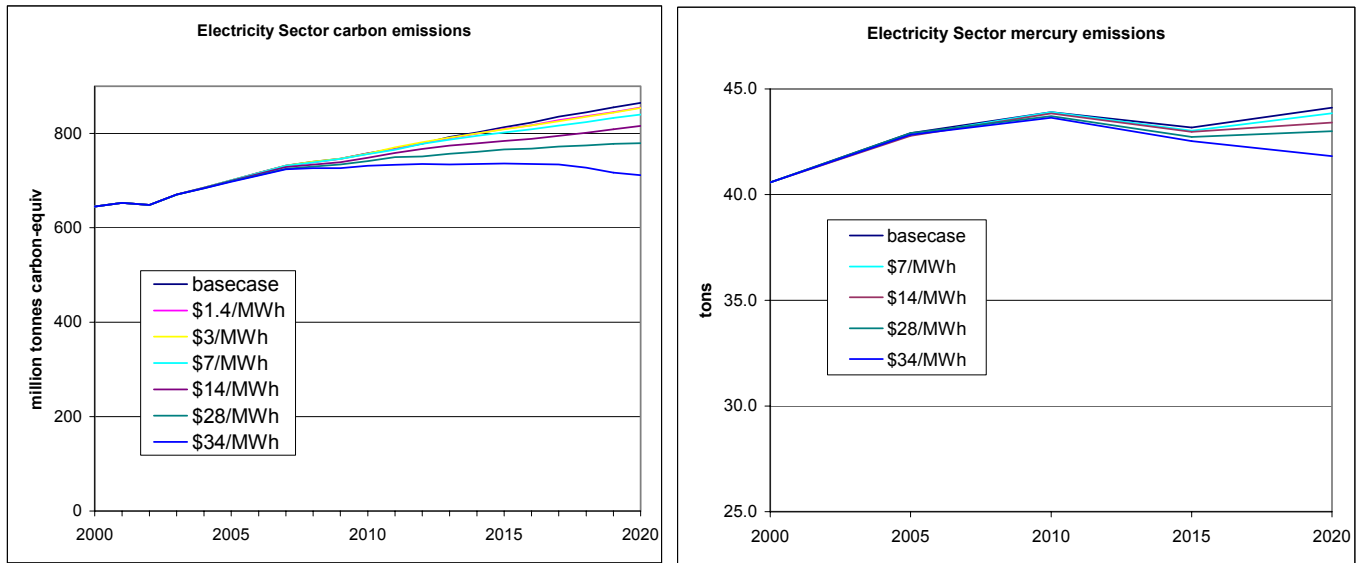 Electricity Sector carbon emissions
million tonnes carbon-equiv
800
600
400
200
0
2000
2005
2010
2015
2020
basecase
$1.4/MWh
$3/MWh
$7/MWh
$14/MWh
$28/MWh
$34/MWh
Electricity Sector mercury emissions
tons
45.0
40.0
35.0
30.0
25.0
2000
2005
2010
2015
2020
basecase
$7/MWh
$14/MWh
$28/MWh
$34/MWh